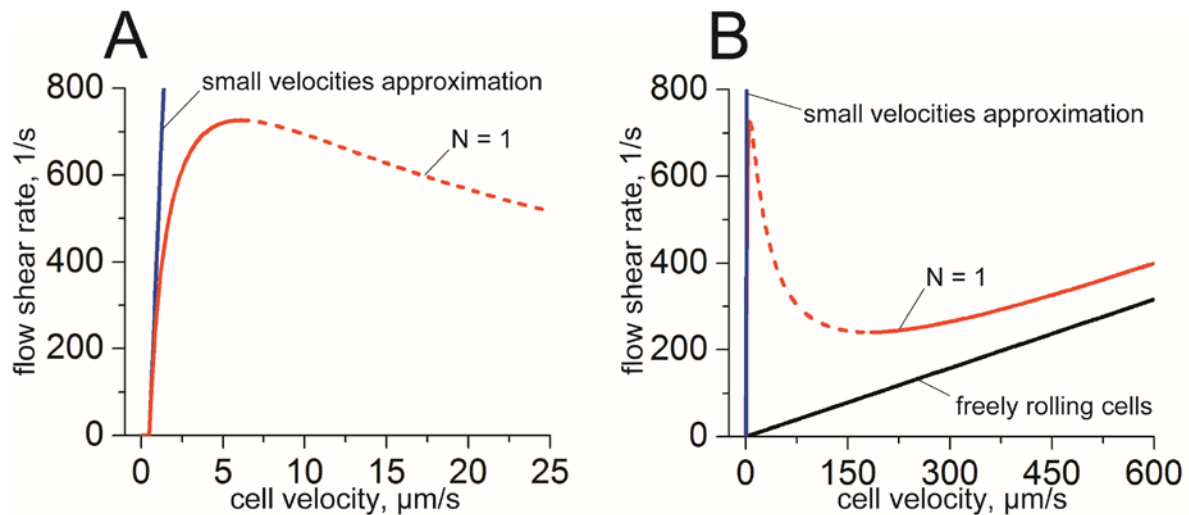 A
small velocities approximation
N = 1
flow shear rate, 1/s
800
600
400
200
0
0 5 10 15 20 25
cell velocity, µm/s
B
small velocities approximation
N = 1
freely rolling cells
flow shear rate, 1/s
800
600
400
200
0
0 150 300 450 600
cell velocity, µm/s